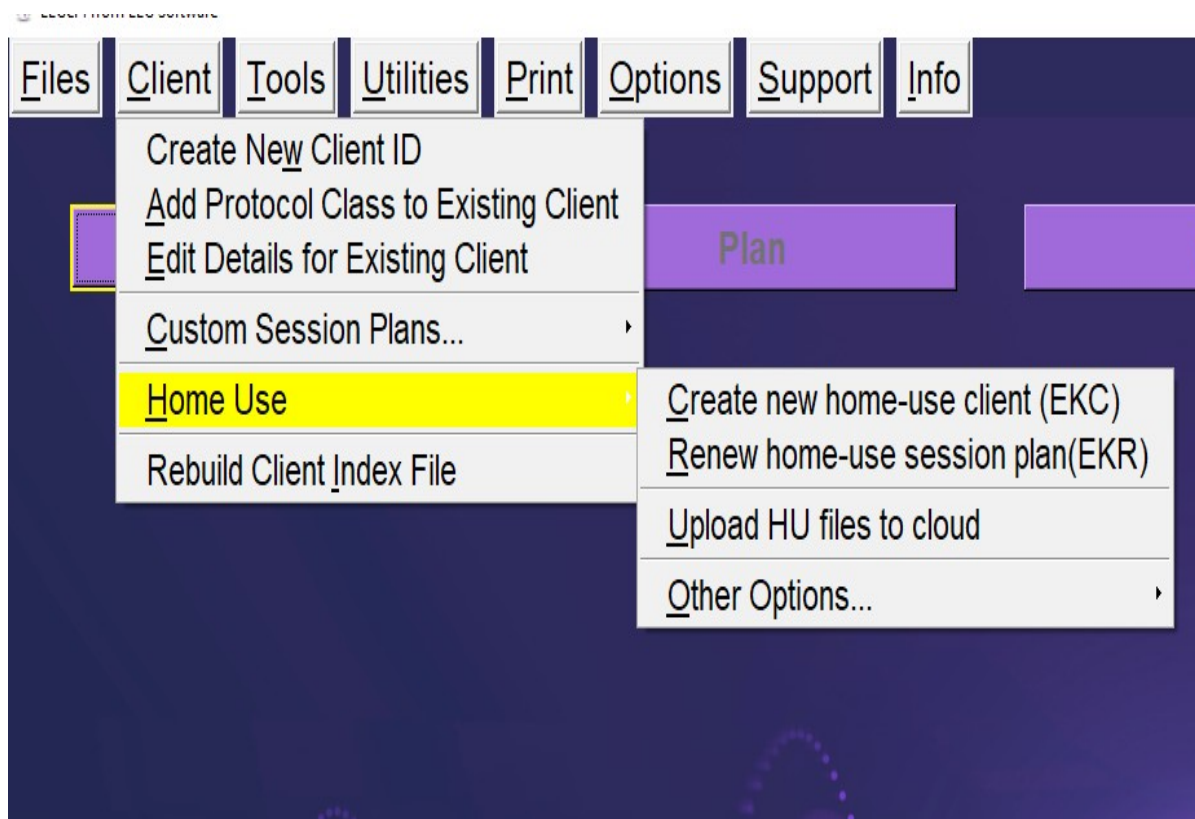 Files Client Tools Utilities Print Options Support Info
Create New Client ID
Add Protocol Class to Existing Client
Edit Details for Existing Client
Plan
Custom Session Plans...
Home Use
Rebuild Client Index File
Create new home-use client (EKC)
Renew home-use session plan(EKR)
Upload HU files to cloud
Other Options...